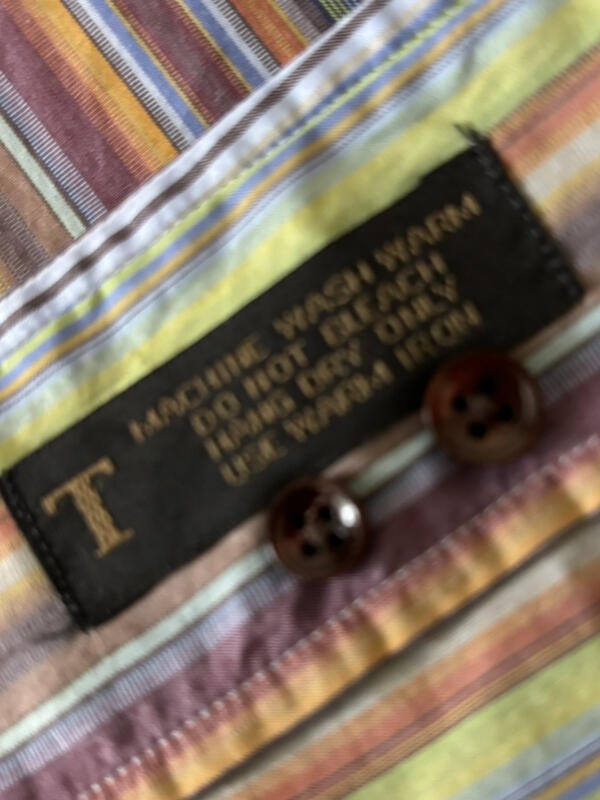 MACHINE WASH WARM
DO NOT BLEACH
HANG DRY ONLY
USE WARM IRON
T